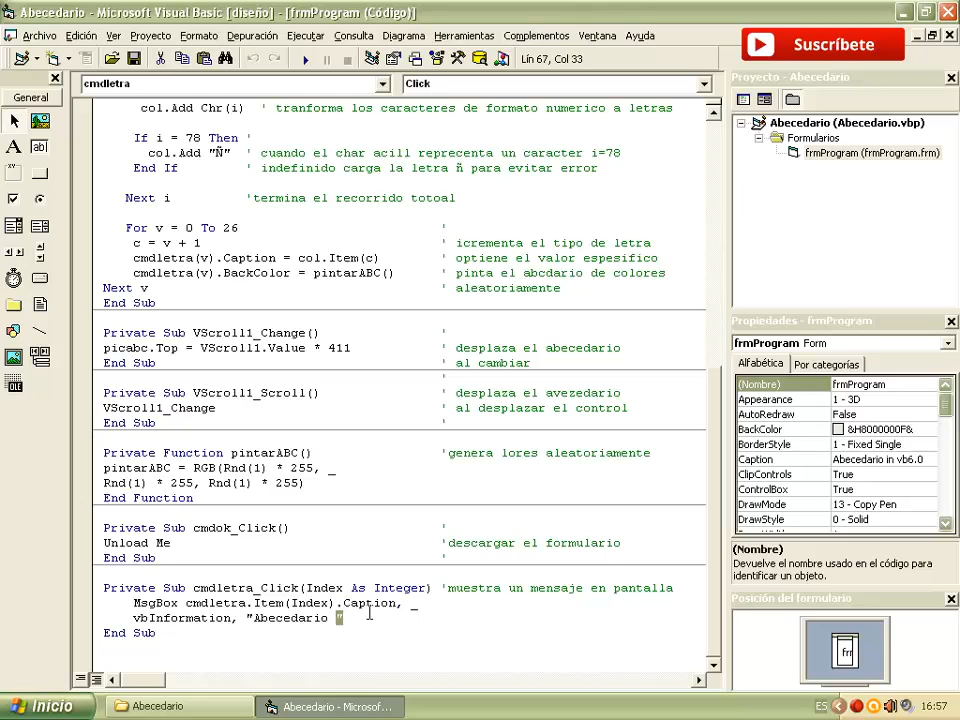 Abecedario - Microsoft Visual Basic [diseño] - [frmProgram (Código)]
Archivo Edición Ver Proyecto Formato Depuración Ejecutar Consulta Diagrama Herramientas Complementos Ventana Ayuda
Suscríbete
Lín 67, Col 33
General
cmdletra
Click
col.Add Chr(i) ' tranforma los caracteres de formato numerico a letras
If i = 78 Then '
col.Add "Ñ" ' cuando el char acill reprecenta un caracter i=78
End If ' indefinido carga la letra ñ para evitar error
Next i 'termina el recorrido totoal
For v = 0 To 26 '
c = v + 1 ' icrementa el tipo de letra
cmdletra(v).Caption = col.Item(c) ' optiene el valor espesifico
cmdletra(v).BackColor = pintarABC() ' pinta el abcdario de colores
Next v ' aleatoriamente
End Sub '
Private Sub VScroll1_Change() '
picabc.Top = VScroll1.Value * 411 ' desplaza el abecedario
End Sub ' al cambiar
'
Private Sub VScroll1_Scroll() ' desplaza el avezedario
VScroll1_Change ' al desplazar el control
End Sub '
Private Function pintarABC() 'genera lores aleatoriamente
pintarABC = RGB(Rnd(1) * 255, _
Rnd(1) * 255, Rnd(1) * 255)
End Function
Private Sub cmdok_Click() '
Unload Me 'descargar el formulario
End Sub '
Private Sub cmdletra_Click(Index As Integer) 'muestra un mensaje en pantalla
MsgBox cmdletra.Item(Index).Caption, _
vbInformation, "Abecedario "
End Sub
Proyecto - Abecedario
Abecedario (Abecedario.vbp)
Formularios
frmProgram (frmProgram.frm)
Propiedades - frmProgram
frmProgram Form
Alfabética Por categorías
(Nombre) frmProgram
Appearance 1 - 3D
AutoRedraw False
BackColor &H8000000F&
BorderStyle 1 - Fixed Single
Caption Abecedario in vb6.0
ClipControls True
ControlBox True
DrawMode 13 - Copy Pen
DrawStyle 0 - Solid
(Nombre)
Devuelve el nombre usado en el código para
identificar un objeto.
Posición del formulario
frr
Inicio
Abecedario
Abecedario - Microsof...
ES
16:57